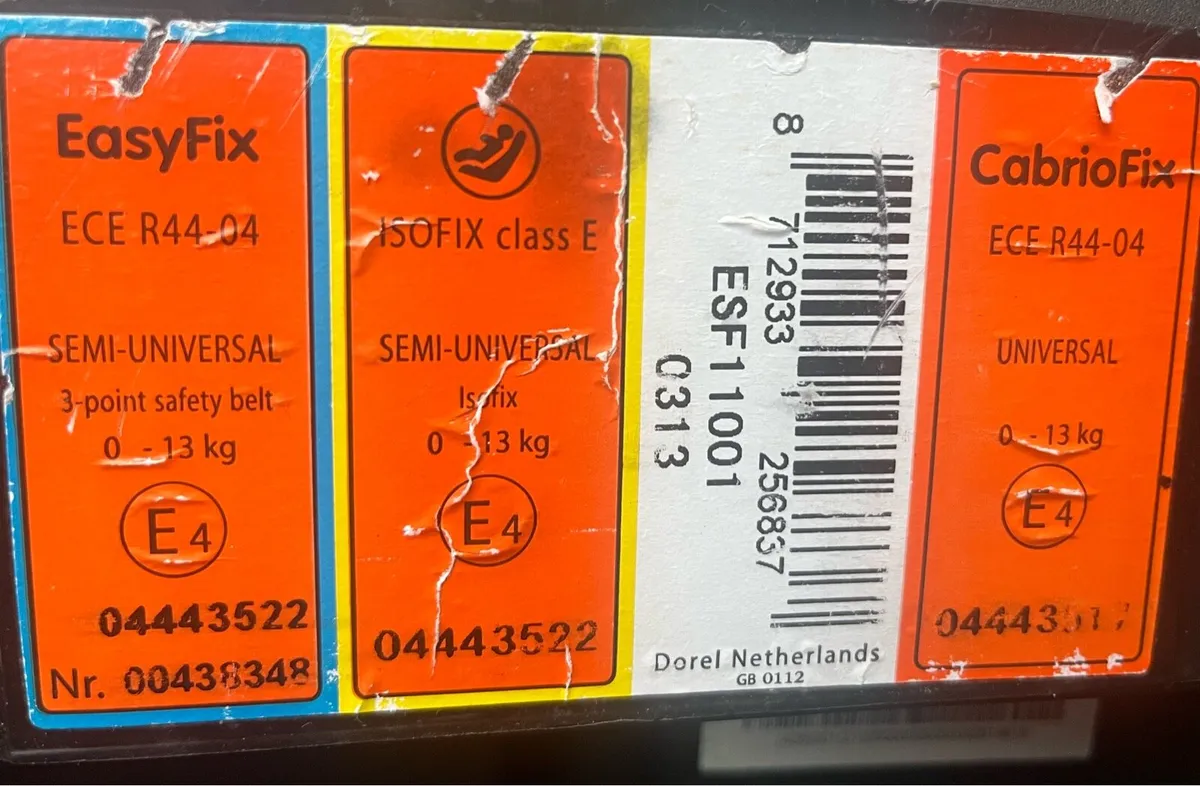 EasyFix
ECE R44-04
SEMI-UNIVERSAL
3-point safety belt
0 - 13 kg
E4
04443522
Nr. 00438348
ISOFIX class E
SEMI-UNIVERSAL
Isofix
0 - 13 kg
E4
04443522
8 712933 256837
ESF11001
0313
Dorel Netherlands
GB 0112
CabrioFix
ECE R44-04
UNIVERSAL
0 - 13 kg
E4